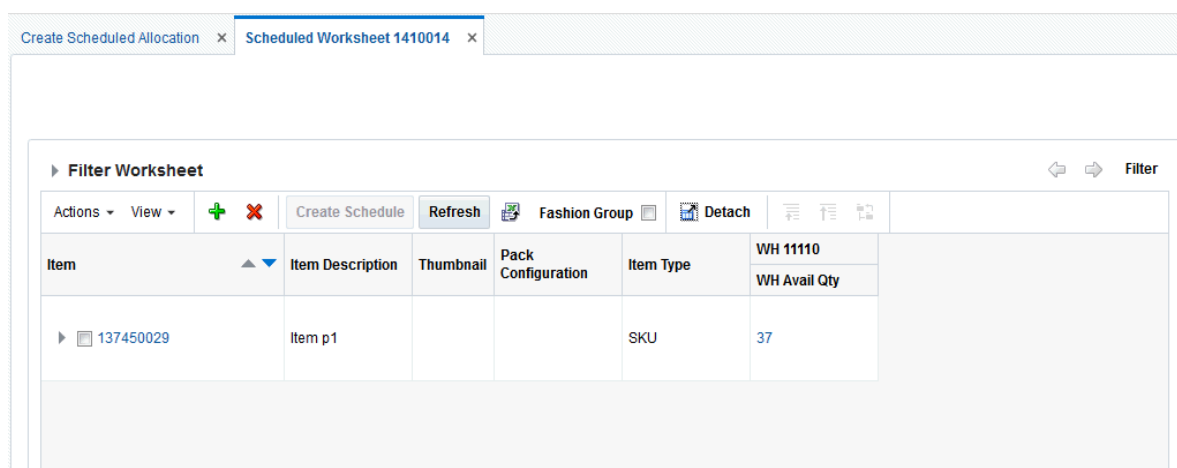 Create Scheduled Allocation Scheduled Worksheet 1410014
Filter Worksheet Filter
Actions View Create Schedule Refresh Fashion Group Detach
Item Item Description Thumbnail Pack Configuration Item Type WH 11110
WH Avail Qty
137450029 Item p1 SKU 37